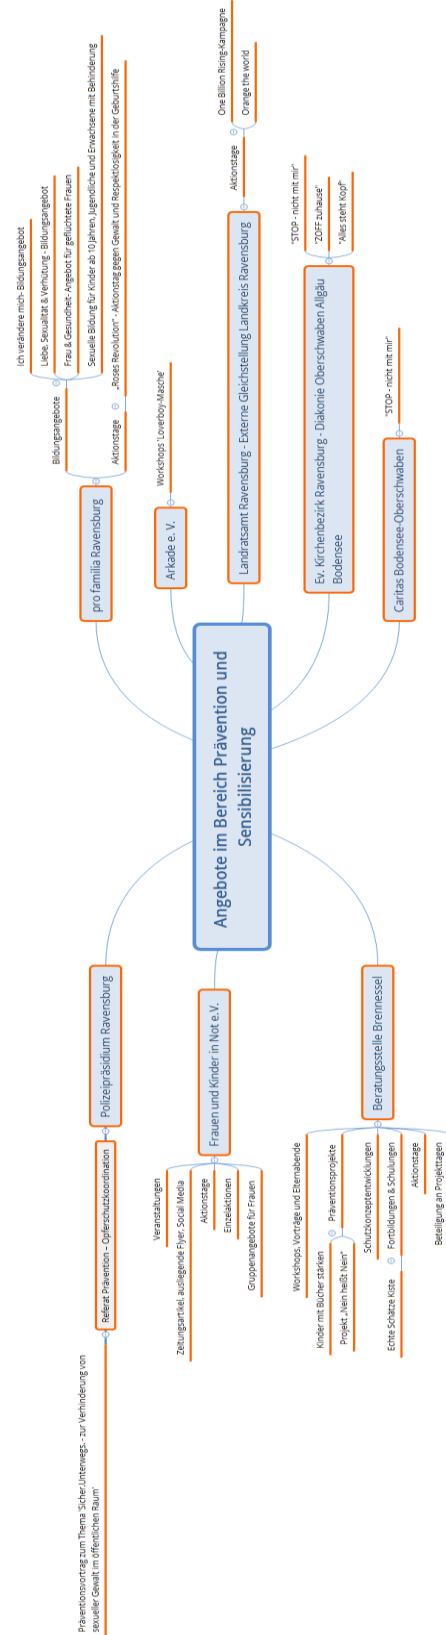 Angebote im Bereich Prävention und
Sensibilisierung
pro familia Ravensburg
Bildungsangebote
Ich verändere mich- Bildungsangebot
Liebe, Sexualität & Verhütung - Bildungsangebot
Frau & Gesundheit- Angebot für geflüchtete Frauen
Sexuelle Bildung für Kinder ab 10 Jahren, Jugendliche und Erwachsene mit Behinderung
Aktionstage
„Roses Revolution" - Aktionstag gegen Gewalt und Respektlosigkeit in der Geburtshilfe
Arkade e. V.
Workshops 'Loverboy-Masche'
Landratsamt Ravensburg - Externe Gleichstellung Landkreis Ravensburg
Aktionstage
One Billion Rising-Kampagne
Orange the world
Ev. Kirchenbezirk Ravensburg - Diakonie Oberschwaben Allgäu
Bodensee
"STOP - nicht mit mir"
"ZOFF zuhause"
"Alles steht Kopf"
Caritas Bodensee-Oberschwaben
"STOP - nicht mit mir"
Polizeipräsidium Ravensburg
Referat Prävention – Opferschutzkoordination
Präventionsvortrag zum Thema 'Sicher.Unterwegs.- zur Verhinderung von
sexueller Gewalt im öffentlichen Raum'
Frauen und Kinder in Not e.V.
Veranstaltungen
Zeitungsartikel, ausliegende Flyer, Social Media
Aktionstage
Einzelaktionen
Gruppenangebote für Frauen
Beratungsstelle Brennessel
Workshops, Vorträge und Elternabende
Präventionsprojekte
Kinder mit Bücher stärken
Projekt „Nein heißt Nein"
Schutzkonzeptentwicklungen
Fortbildungen & Schulungen
Echte Schätze Kiste
Aktionstage
Beteiligung an Projekttagen